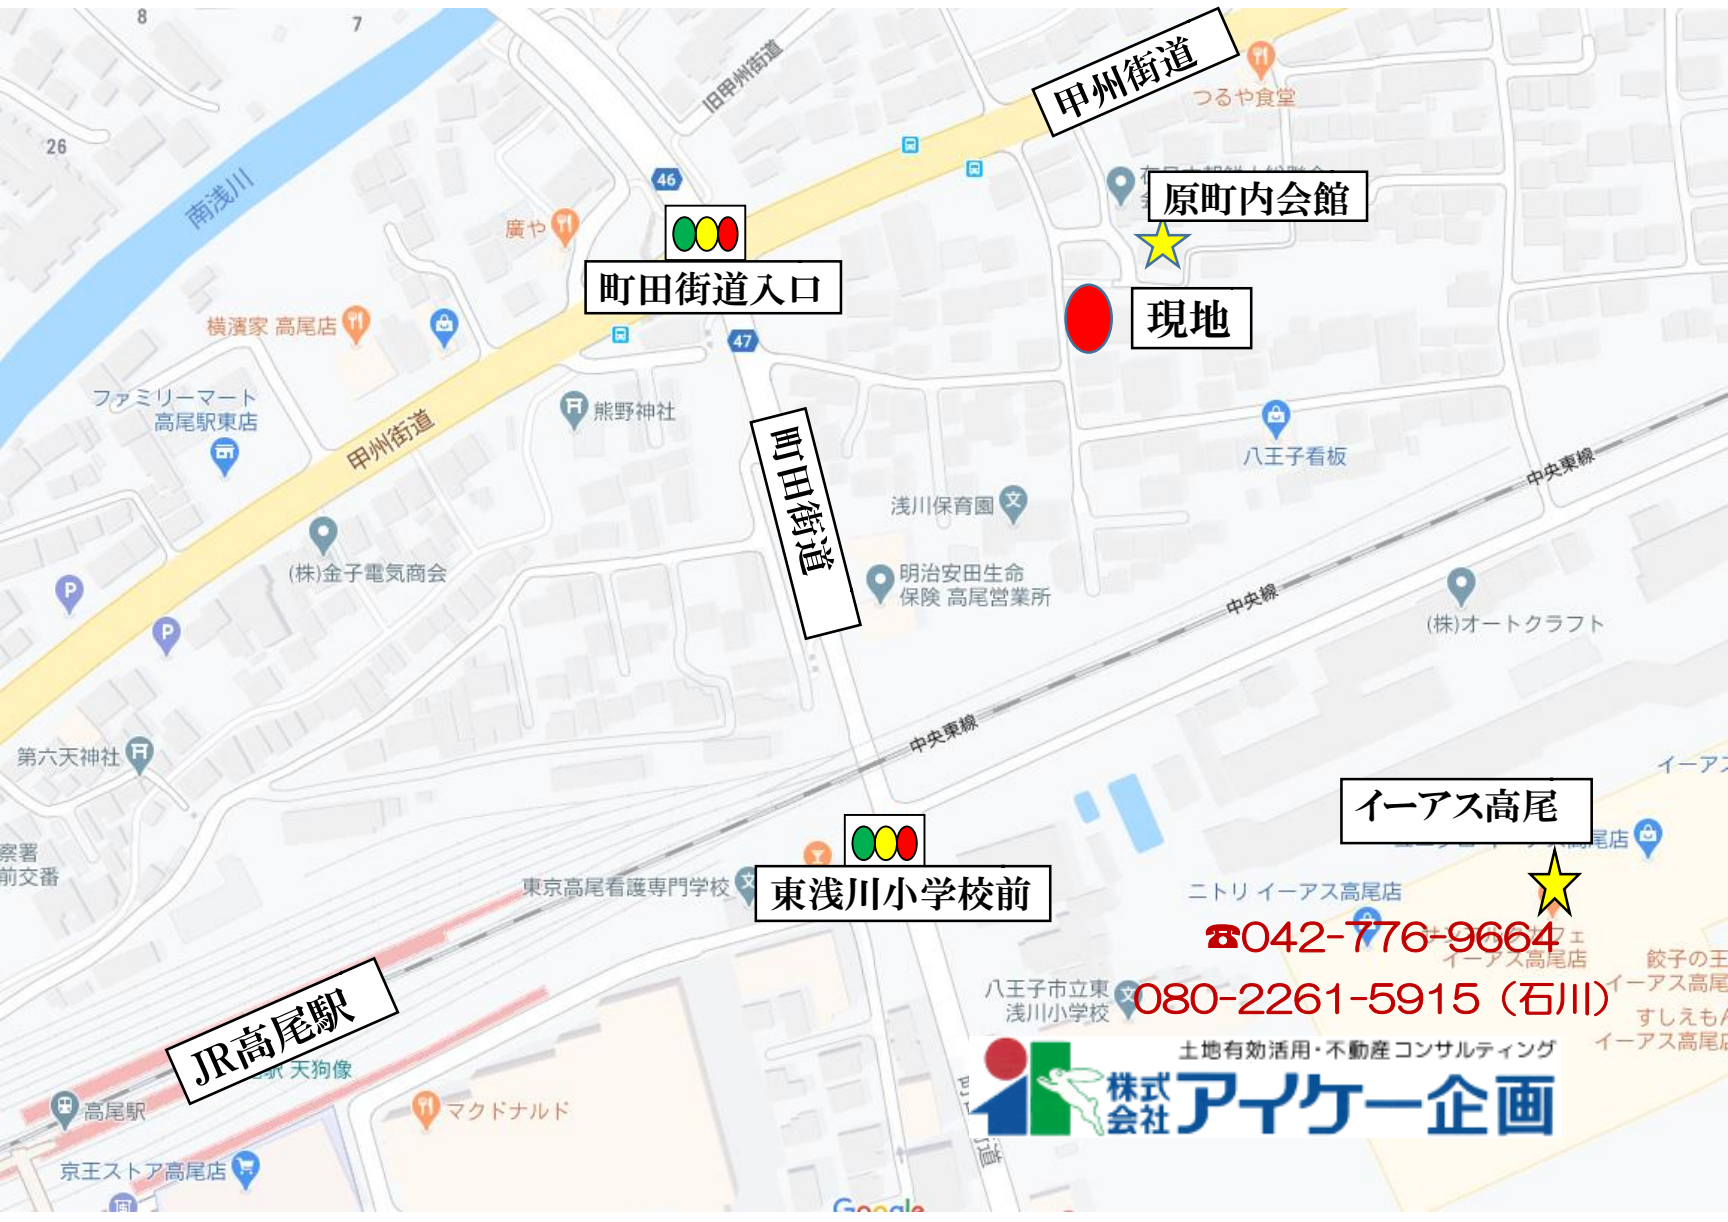 8
7
26
南浅川
旧甲州街道
甲州街道
つるや食堂
46
原町内会館
廣や
町田街道入口
現地
47
横濱家 高尾店
ファミリーマート
高尾駅東店
甲州街道
熊野神社
町田街道
八王子看板
中央東線
浅川保育園
(株)金子電気商会
明治安田生命
保険 高尾営業所
中央線
(株)オートクラフト
P
P
中央東線
第六天神社
イーアス高尾
東京高尾看護専門学校
東浅川小学校前
ニトリ イーアス高尾店
☎042-776-9664
イーアス高尾店
餃子の王
イーアス高尾
八王子市立東
浅川小学校
080-2261-5915（石川）
すしえもん
イーアス高尾店
JR高尾駅
天狗像
高尾駅
マクドナルド
京王ストア高尾店
土地有効活用・不動産コンサルティング
株式会社アイケー企画
Google